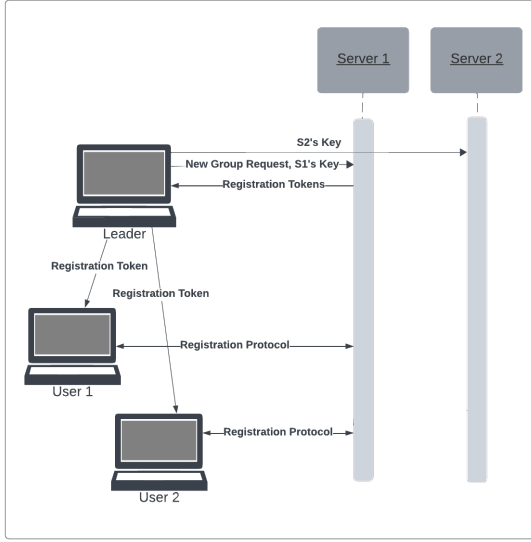 Server 1
Server 2
S2's Key
New Group Request, S1's Key
Registration Tokens
Leader
Registration Token
Registration Token
Registration Protocol
User 1
Registration Protocol
User 2